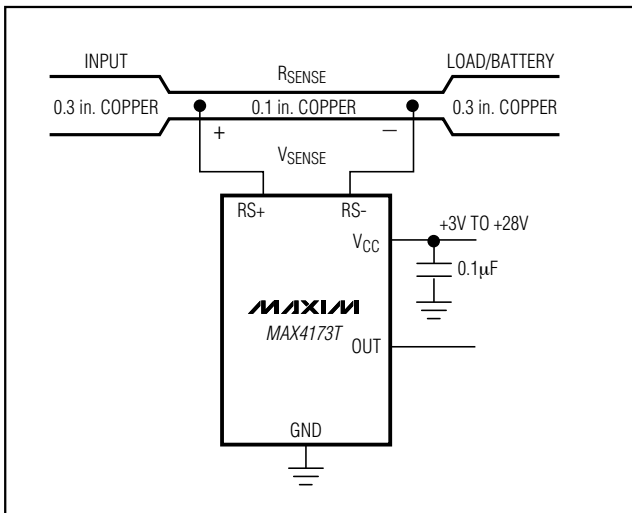 INPUT
RSENSE
LOAD/BATTERY
0.3 in. COPPER
0.1 in. COPPER
0.3 in. COPPER
+
−
VSENSE
RS+
RS-
VCC
+3V TO +28V
0.1μF
MAXIM
MAX4173T
OUT
GND